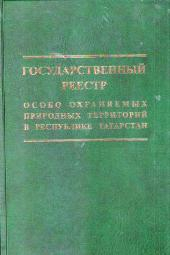 ГОСУДАРСТВЕННЫЙ
РЕЕСТР
ОСОБО ОХРАНЯЕМЫХ
ПРИРОДНЫХ ТЕРРИТОРИЙ
В РЕСПУБЛИКЕ ТАТАРСТАН